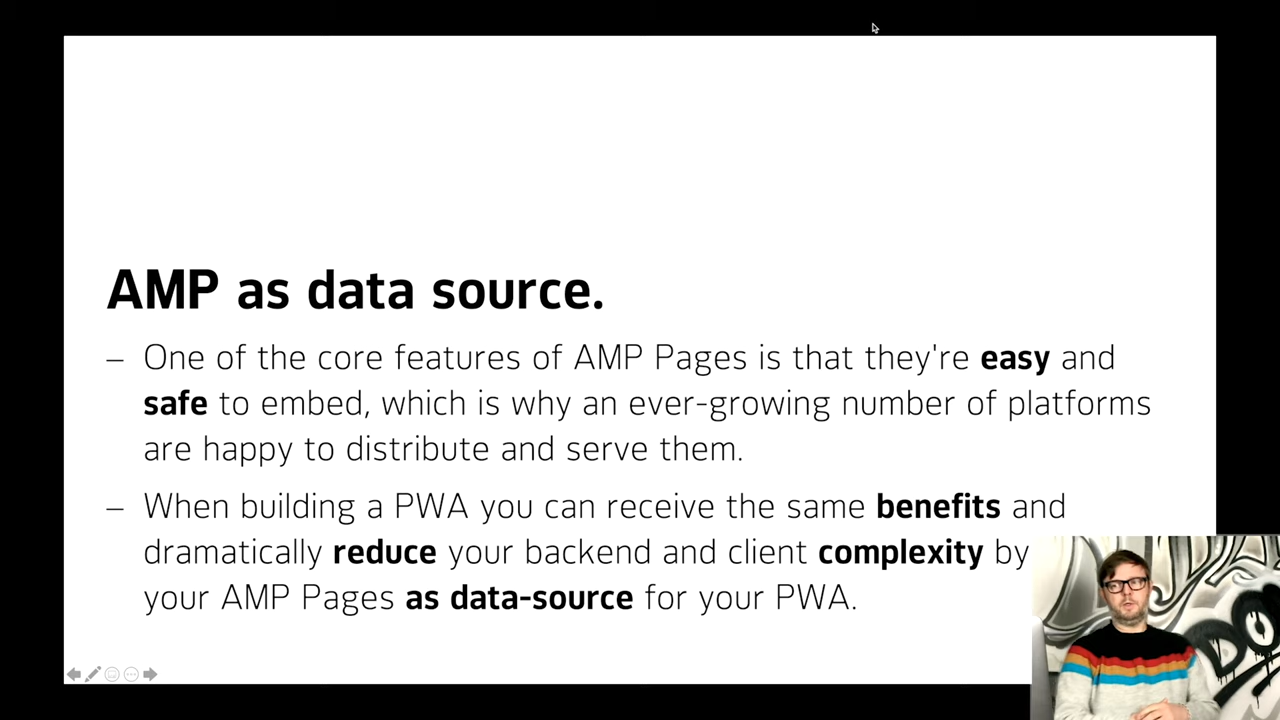 AMP as data source.
– One of the core features of AMP Pages is that they're easy and
safe to embed, which is why an ever-growing number of platforms
are happy to distribute and serve them.
– When building a PWA you can receive the same benefits and
dramatically reduce your backend and client complexity by
your AMP Pages as data-source for your PWA.